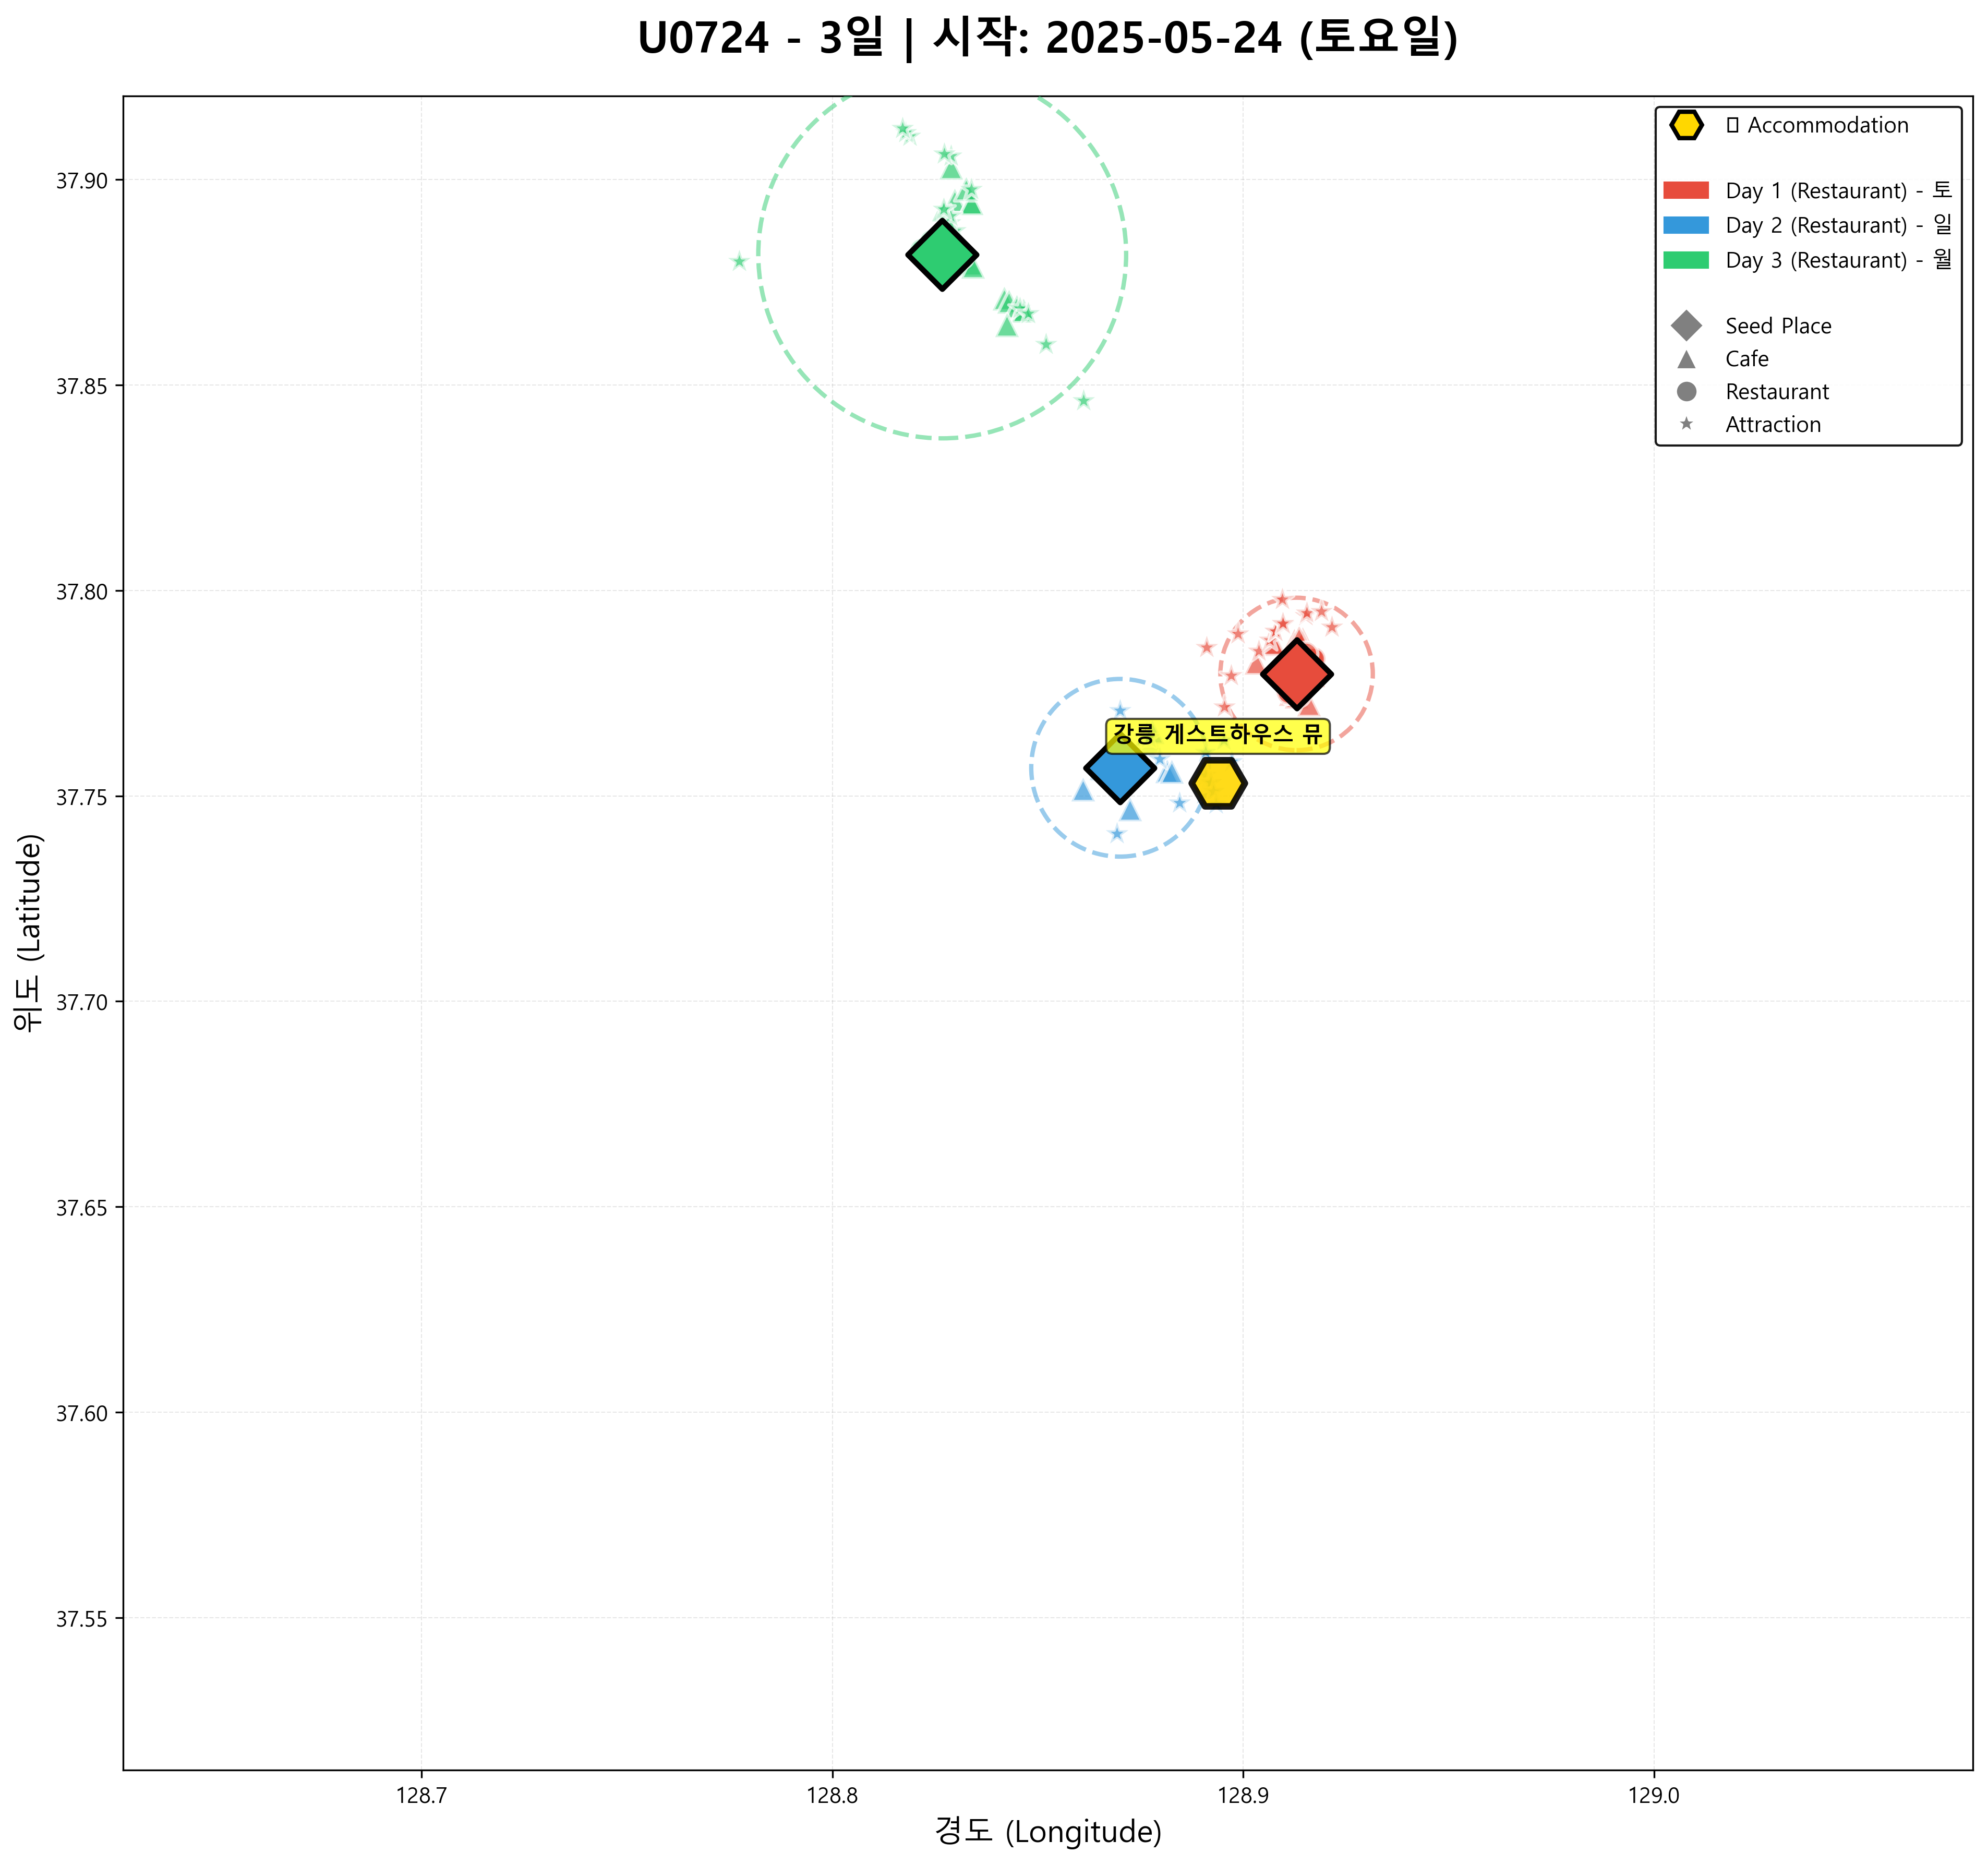 U0724 - 3일 | 시작: 2025-05-24 (토요일)
Accommodation
Day 1 (Restaurant) - 토
Day 2 (Restaurant) - 일
Day 3 (Restaurant) - 월
Seed Place
Cafe
Restaurant
Attraction
37.90
37.85
37.80
37.75
37.70
37.65
37.60
37.55
강릉 게스트하우스 뮤
위도 (Latitude)
128.7
128.8
128.9
129.0
경도 (Longitude)